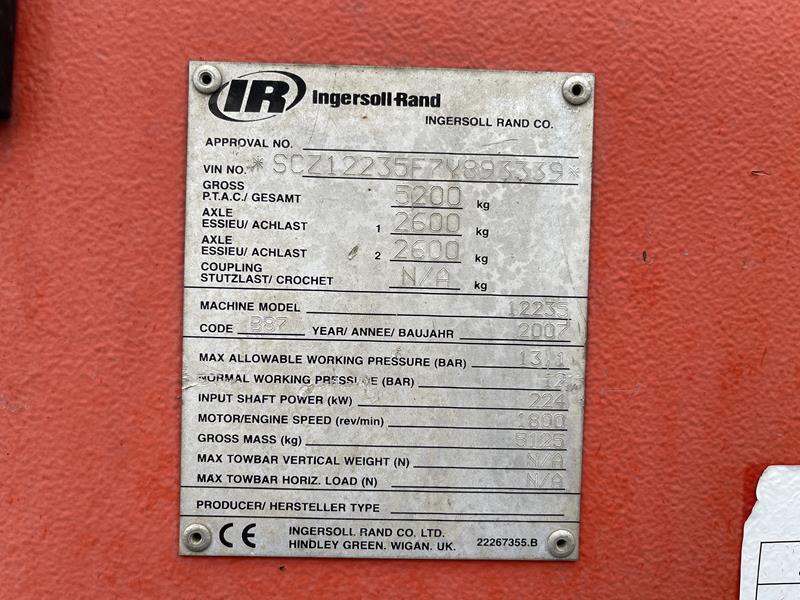 IR Ingersoll-Rand
INGERSOLL RAND CO.
APPROVAL NO.
VIN NO. *SCZ12235F7Y893339*
GROSS
P.T.A.C./ GESAMT 5200 kg
AXLE
ESSIEU/ ACHLAST 1 2600 kg
AXLE
ESSIEU/ ACHLAST 2 2600 kg
COUPLING
STUTZLAST/ CROCHET N/A kg
MACHINE MODEL 12235
CODE B87 YEAR/ ANNEE/ BAUJAHR 2007
MAX ALLOWABLE WORKING PRESSURE (BAR) 13,1
NORMAL WORKING PRESSURE (BAR) 12
INPUT SHAFT POWER (kW) 224
MOTOR/ENGINE SPEED (rev/min) 1800
GROSS MASS (kg) 5125
MAX TOWBAR VERTICAL WEIGHT (N) N/A
MAX TOWBAR HORIZ. LOAD (N) N/A
PRODUCER/ HERSTELLER TYPE
CE INGERSOLL RAND CO. LTD.
HINDLEY GREEN. WIGAN. UK. 22267355.B